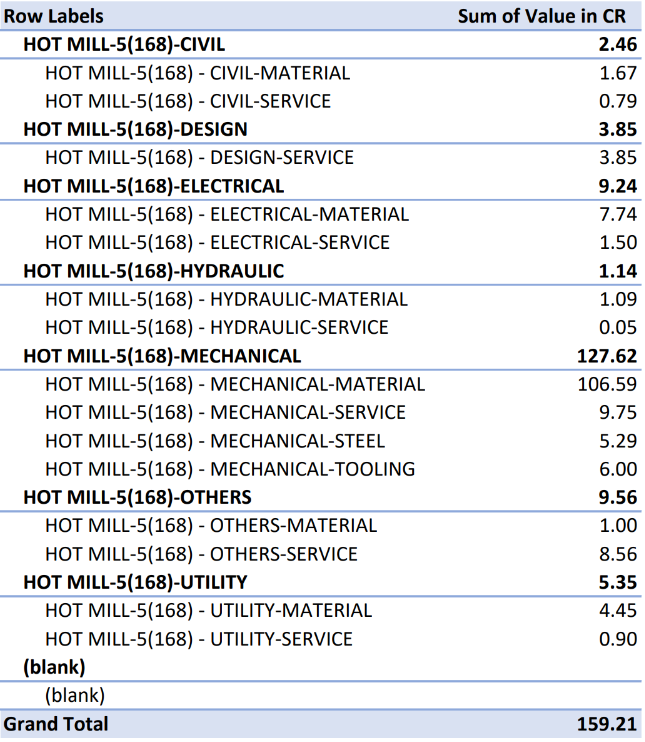 Row Labels Sum of Value in CR
HOT MILL-5(168)-CIVIL 2.46
HOT MILL-5(168) - CIVIL-MATERIAL 1.67
HOT MILL-5(168) - CIVIL-SERVICE 0.79
HOT MILL-5(168)-DESIGN 3.85
HOT MILL-5(168) - DESIGN-SERVICE 3.85
HOT MILL-5(168)-ELECTRICAL 9.24
HOT MILL-5(168) - ELECTRICAL-MATERIAL 7.74
HOT MILL-5(168) - ELECTRICAL-SERVICE 1.50
HOT MILL-5(168)-HYDRAULIC 1.14
HOT MILL-5(168) - HYDRAULIC-MATERIAL 1.09
HOT MILL-5(168) - HYDRAULIC-SERVICE 0.05
HOT MILL-5(168)-MECHANICAL 127.62
HOT MILL-5(168) - MECHANICAL-MATERIAL 106.59
HOT MILL-5(168) - MECHANICAL-SERVICE 9.75
HOT MILL-5(168) - MECHANICAL-STEEL 5.29
HOT MILL-5(168) - MECHANICAL-TOOLING 6.00
HOT MILL-5(168)-OTHERS 9.56
HOT MILL-5(168) - OTHERS-MATERIAL 1.00
HOT MILL-5(168) - OTHERS-SERVICE 8.56
HOT MILL-5(168)-UTILITY 5.35
HOT MILL-5(168) - UTILITY-MATERIAL 4.45
HOT MILL-5(168) - UTILITY-SERVICE 0.90
(blank)
(blank)
Grand Total 159.21